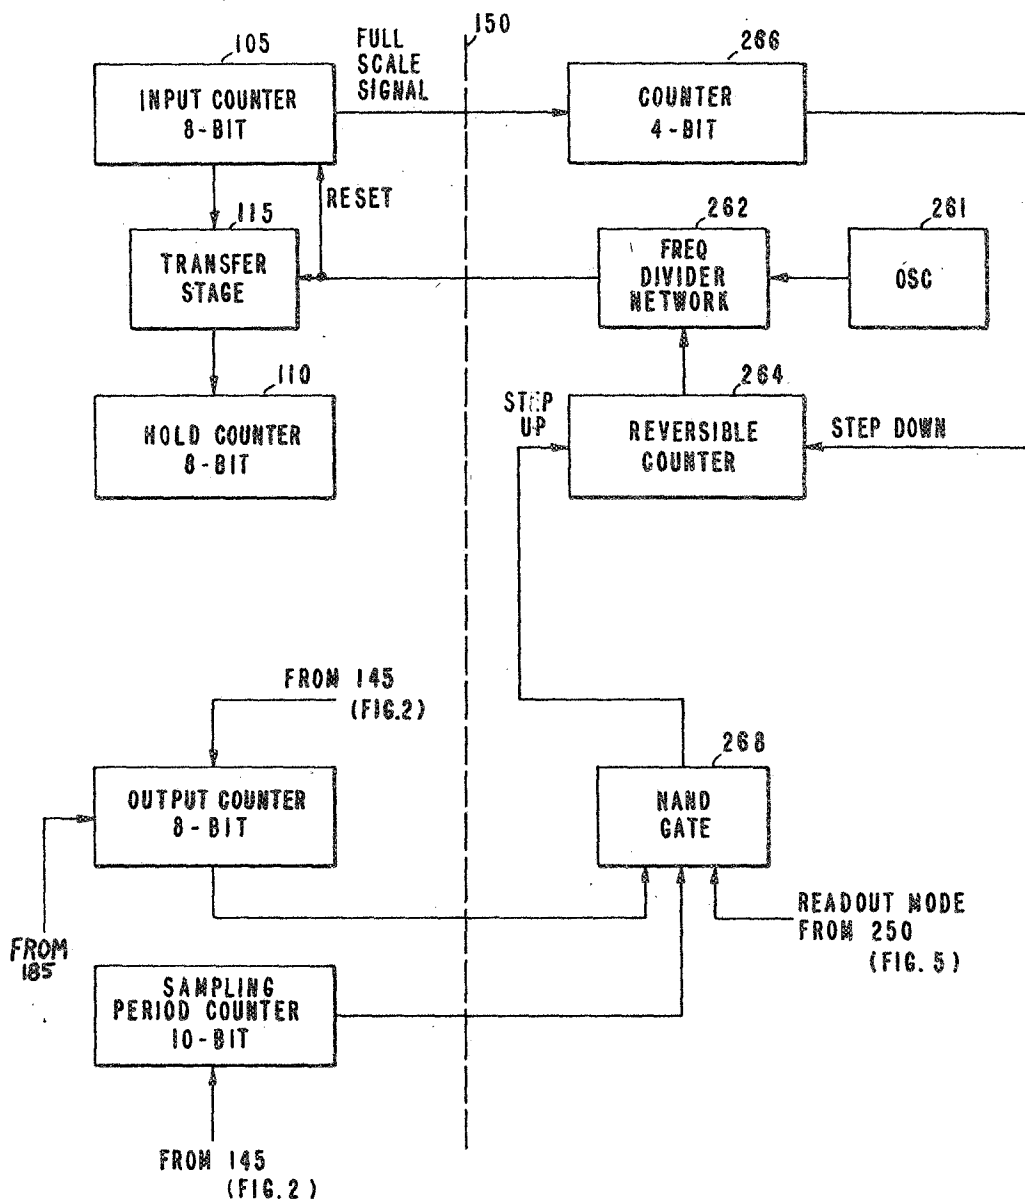 105
INPUT COUNTER
8-BIT
FULL
SCALE
SIGNAL
150
266
COUNTER
4-BIT
RESET
115
TRANSFER
STAGE
262
FREQ
DIVIDER
NETWORK
261
OSC
110
HOLD COUNTER
8-BIT
STEP
UP
264
REVERSIBLE
COUNTER
STEP DOWN
FROM 145
(FIG.2)
OUTPUT COUNTER
8-BIT
268
NAND
GATE
FROM
185
READOUT MODE
FROM 250
(FIG. 5)
SAMPLING
PERIOD COUNTER
10-BIT
FROM 145
(FIG.2)